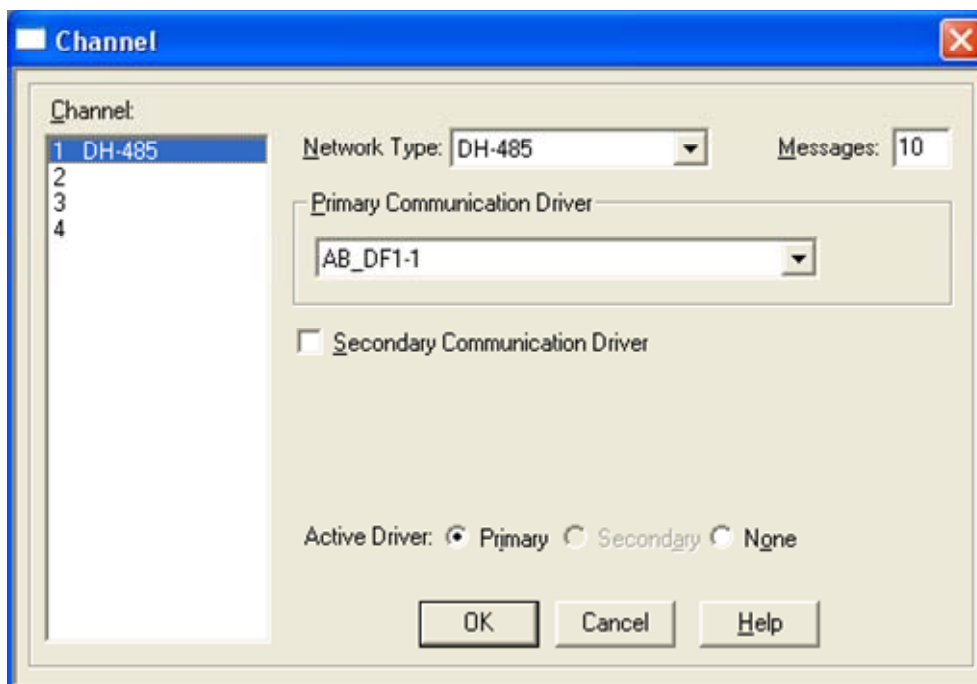 Channel
Channel:
1 DH-485
2
3
4
Network Type: DH-485
Messages: 10
Primary Communication Driver
AB_DF1-1
Secondary Communication Driver
Active Driver: Primary Secondary None
OK Cancel Help